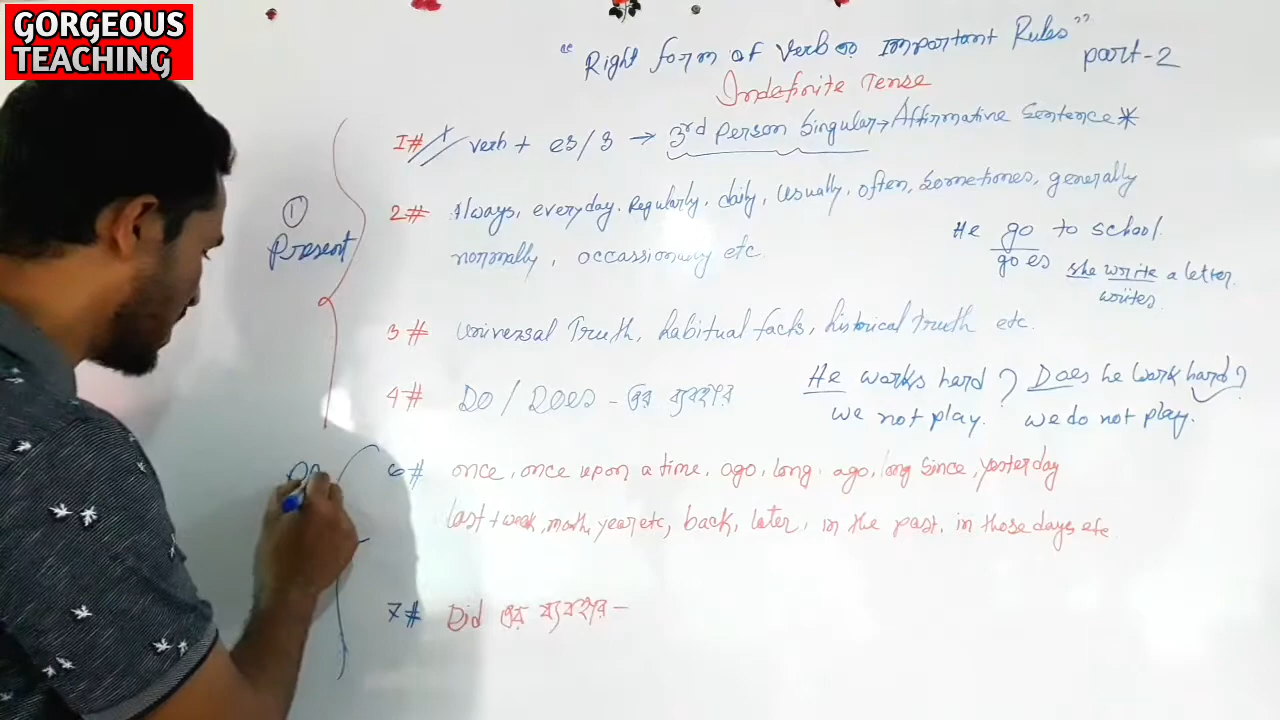 GORGEOUS
TEACHING
"Right form of Verb ও Important Rules"
part-2
Indefinite Tense
1# verb + es/s → 3rd person Singular → Affirmative Sentence *
2# Always, everyday. Regularly, daily, Usually, often, Sometimes, generally
normally, occassionaly etc.
① Present
He go to school.
goes
she write a letter.
writes.
3# Universal Truth, habitual facts, historical truth etc.
4# DO / DOES - এর ব্যবহার
He works hard ? Does he work hard?
we not play. we do not play.
6# once, once upon a time, ago, long ago, long since, yesterday
last + week, month, year etc, back, later, in the past, in those days etc
7# Did এর ব্যবহার -